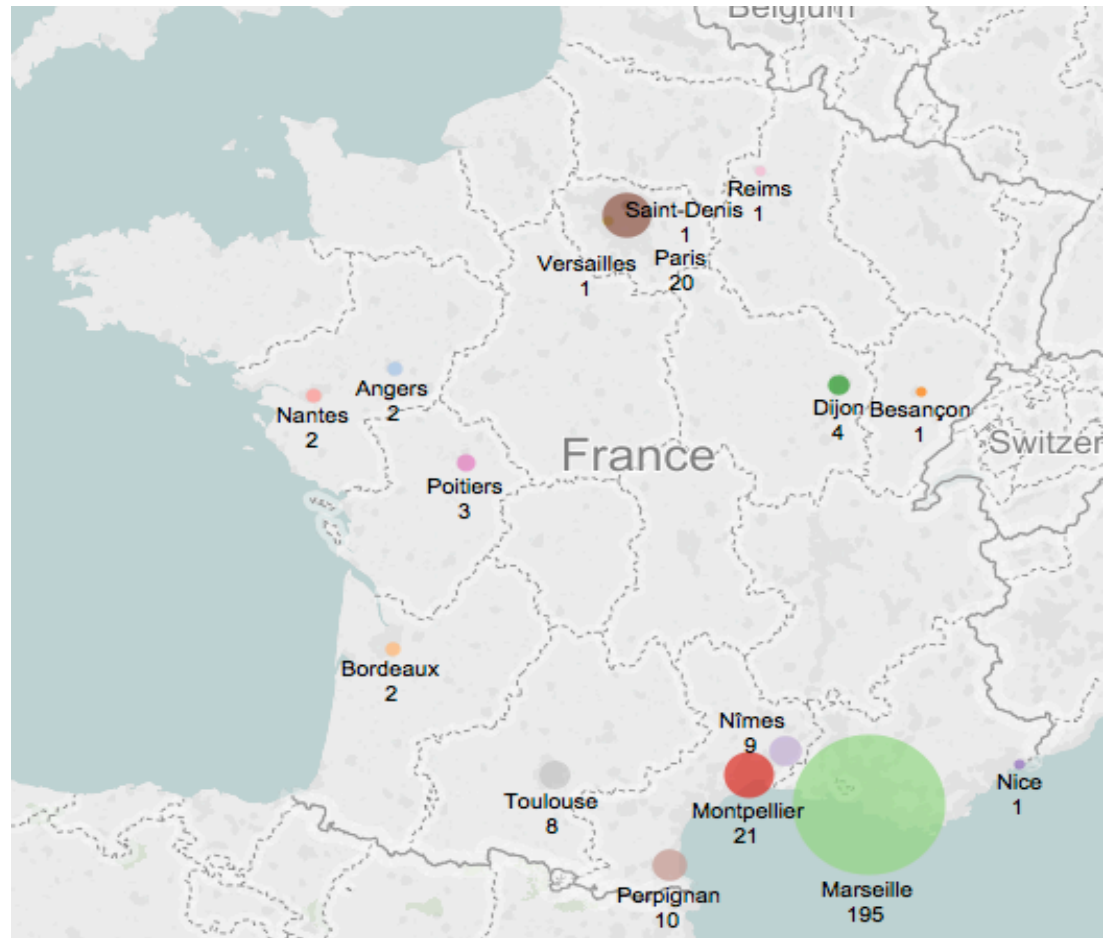 Belgium
Reims
1
Saint-Denis
1
Versailles
1
Paris
20
Angers
2
Nantes
2
Dijon
4
Besançon
1
France
Switzer
Poitiers
3
Bordeaux
2
Nîmes
9
Toulouse
8
Montpellier
21
Nice
1
Perpignan
10
Marseille
195